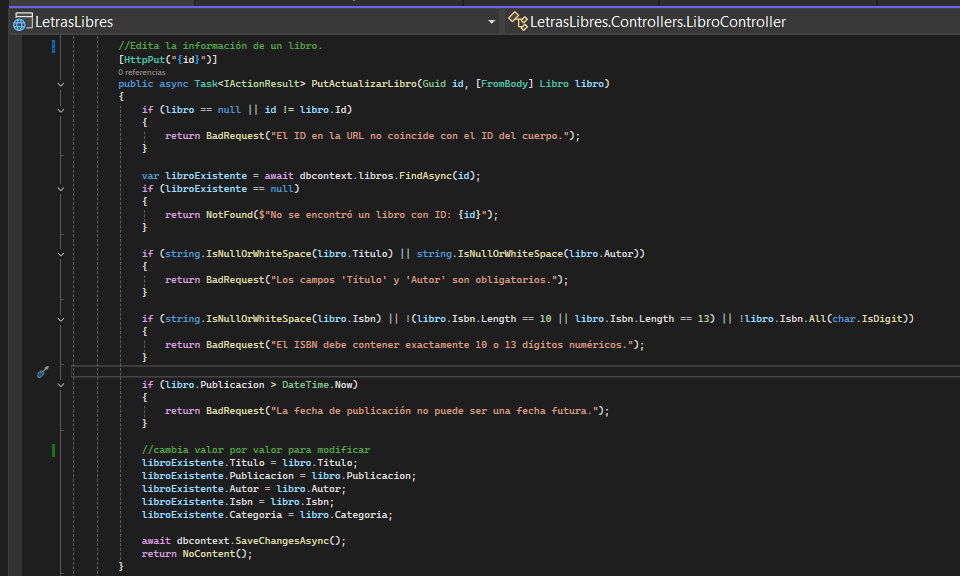 LetrasLibres LetrasLibres.Controllers.LibroController
//Edita la información de un libro.
[HttpPut("{id}")]
0 referencias
public async Task<IActionResult> PutActualizarLibro(Guid id, [FromBody] Libro libro)
{
if (libro == null || id != libro.Id)
{
return BadRequest("El ID en la URL no coincide con el ID del cuerpo.");
}
var libroExistente = await dbcontext.libros.FindAsync(id);
if (libroExistente == null)
{
return NotFound($"No se encontró un libro con ID: {id}");
}
if (string.IsNullOrWhiteSpace(libro.Titulo) || string.IsNullOrWhiteSpace(libro.Autor))
{
return BadRequest("Los campos 'Título' y 'Autor' son obligatorios.");
}
if (string.IsNullOrWhiteSpace(libro.Isbn) || !(libro.Isbn.Length == 10 || libro.Isbn.Length == 13) || !libro.Isbn.All(char.IsDigit))
{
return BadRequest("El ISBN debe contener exactamente 10 o 13 dígitos numéricos.");
}
if (libro.Publicacion > DateTime.Now)
{
return BadRequest("La fecha de publicación no puede ser una fecha futura.");
}
//cambia valor por valor para modificar
libroExistente.Titulo = libro.Titulo;
libroExistente.Publicacion = libro.Publicacion;
libroExistente.Autor = libro.Autor;
libroExistente.Isbn = libro.Isbn;
libroExistente.Categoria = libro.Categoria;
await dbcontext.SaveChangesAsync();
return NoContent();
}